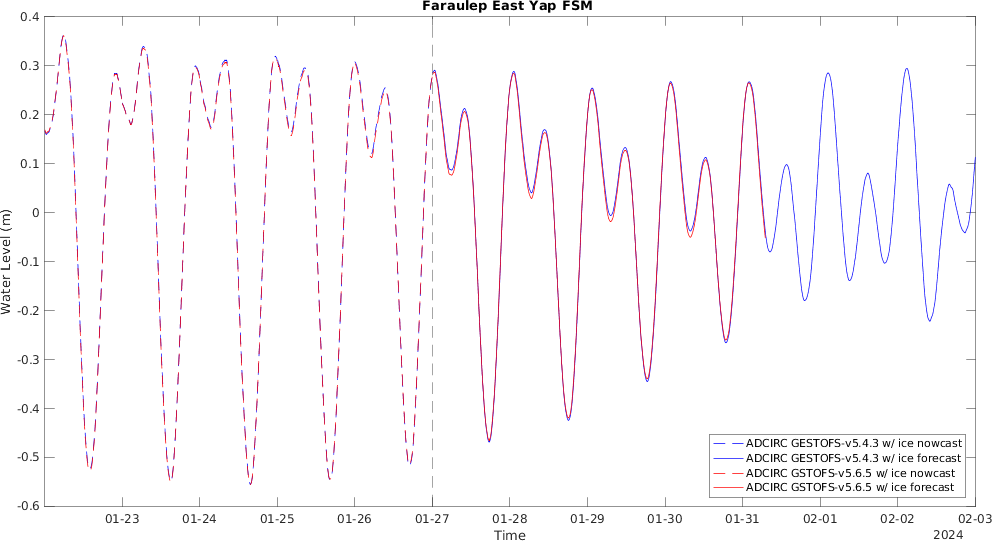 Faraulep East Yap FSM
0.4
0.3
0.2
0.1
0
-0.1
-0.2
-0.3
-0.4
-0.5
-0.6
Water Level (m)
01-23 01-24 01-25 01-26 01-27 01-28 01-29 01-30 01-31 02-01 02-02 02-03
Time
2024
ADCIRC GESTOFS-v5.4.3 w/ ice nowcast
ADCIRC GESTOFS-v5.4.3 w/ ice forecast
ADCIRC GSTOFS-v5.6.5 w/ ice nowcast
ADCIRC GSTOFS-v5.6.5 w/ ice forecast